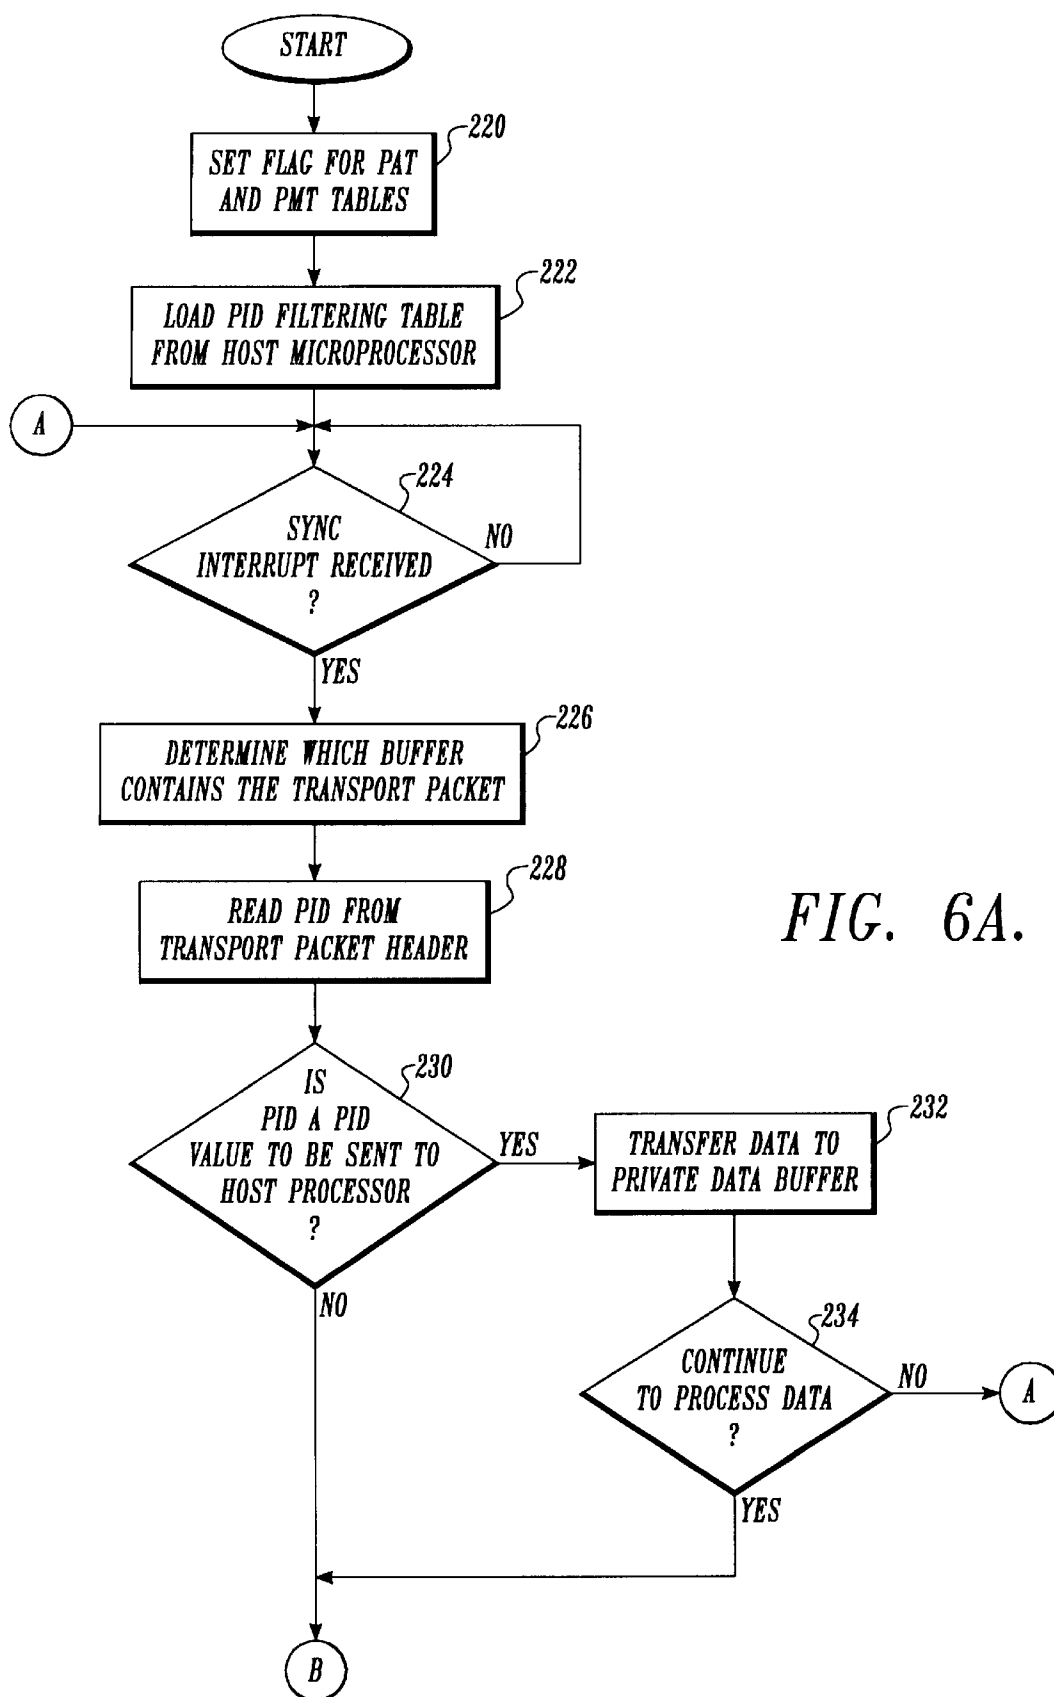 START
220
SET FLAG FOR PAT
AND PMT TABLES
222
LOAD PID FILTERING TABLE
FROM HOST MICROPROCESSOR
A
224
SYNC
INTERRUPT RECEIVED
?
NO
YES
226
DETERMINE WHICH BUFFER
CONTAINS THE TRANSPORT PACKET
228
READ PID FROM
TRANSPORT PACKET HEADER
FIG. 6A.
230
IS
PID A PID
VALUE TO BE SENT TO
HOST PROCESSOR
?
YES
NO
232
TRANSFER DATA TO
PRIVATE DATA BUFFER
234
CONTINUE
TO PROCESS DATA
?
NO
A
YES
B